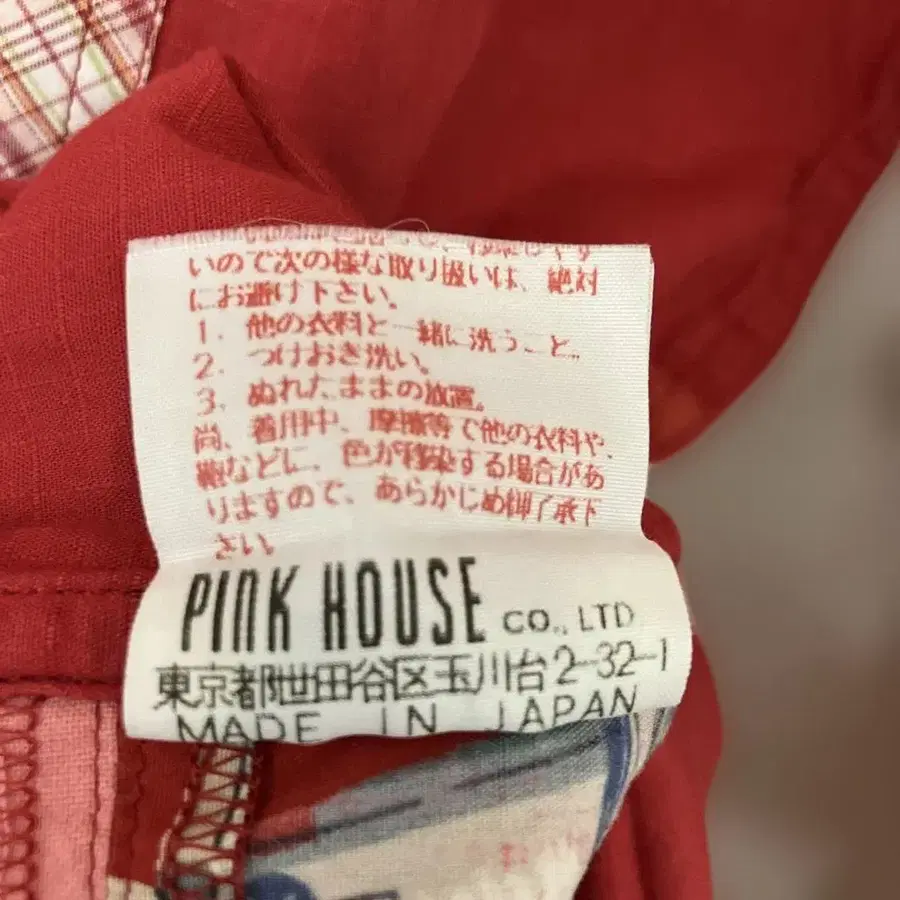 いので次の様な取り扱いは、絶対
にお避け下さい。
1. 他の衣料と一緒に洗うこと。
2. つけおき洗い。
3. ぬれたままの放置。
尚、着用中、摩擦等で他の衣料や、
靴などに、色が移染する場合があ
りますので、あらかじめ御了承下
さい。
PINK HOUSE CO., LTD
東京都世田谷区玉川台2-32-1
MADE IN JAPAN